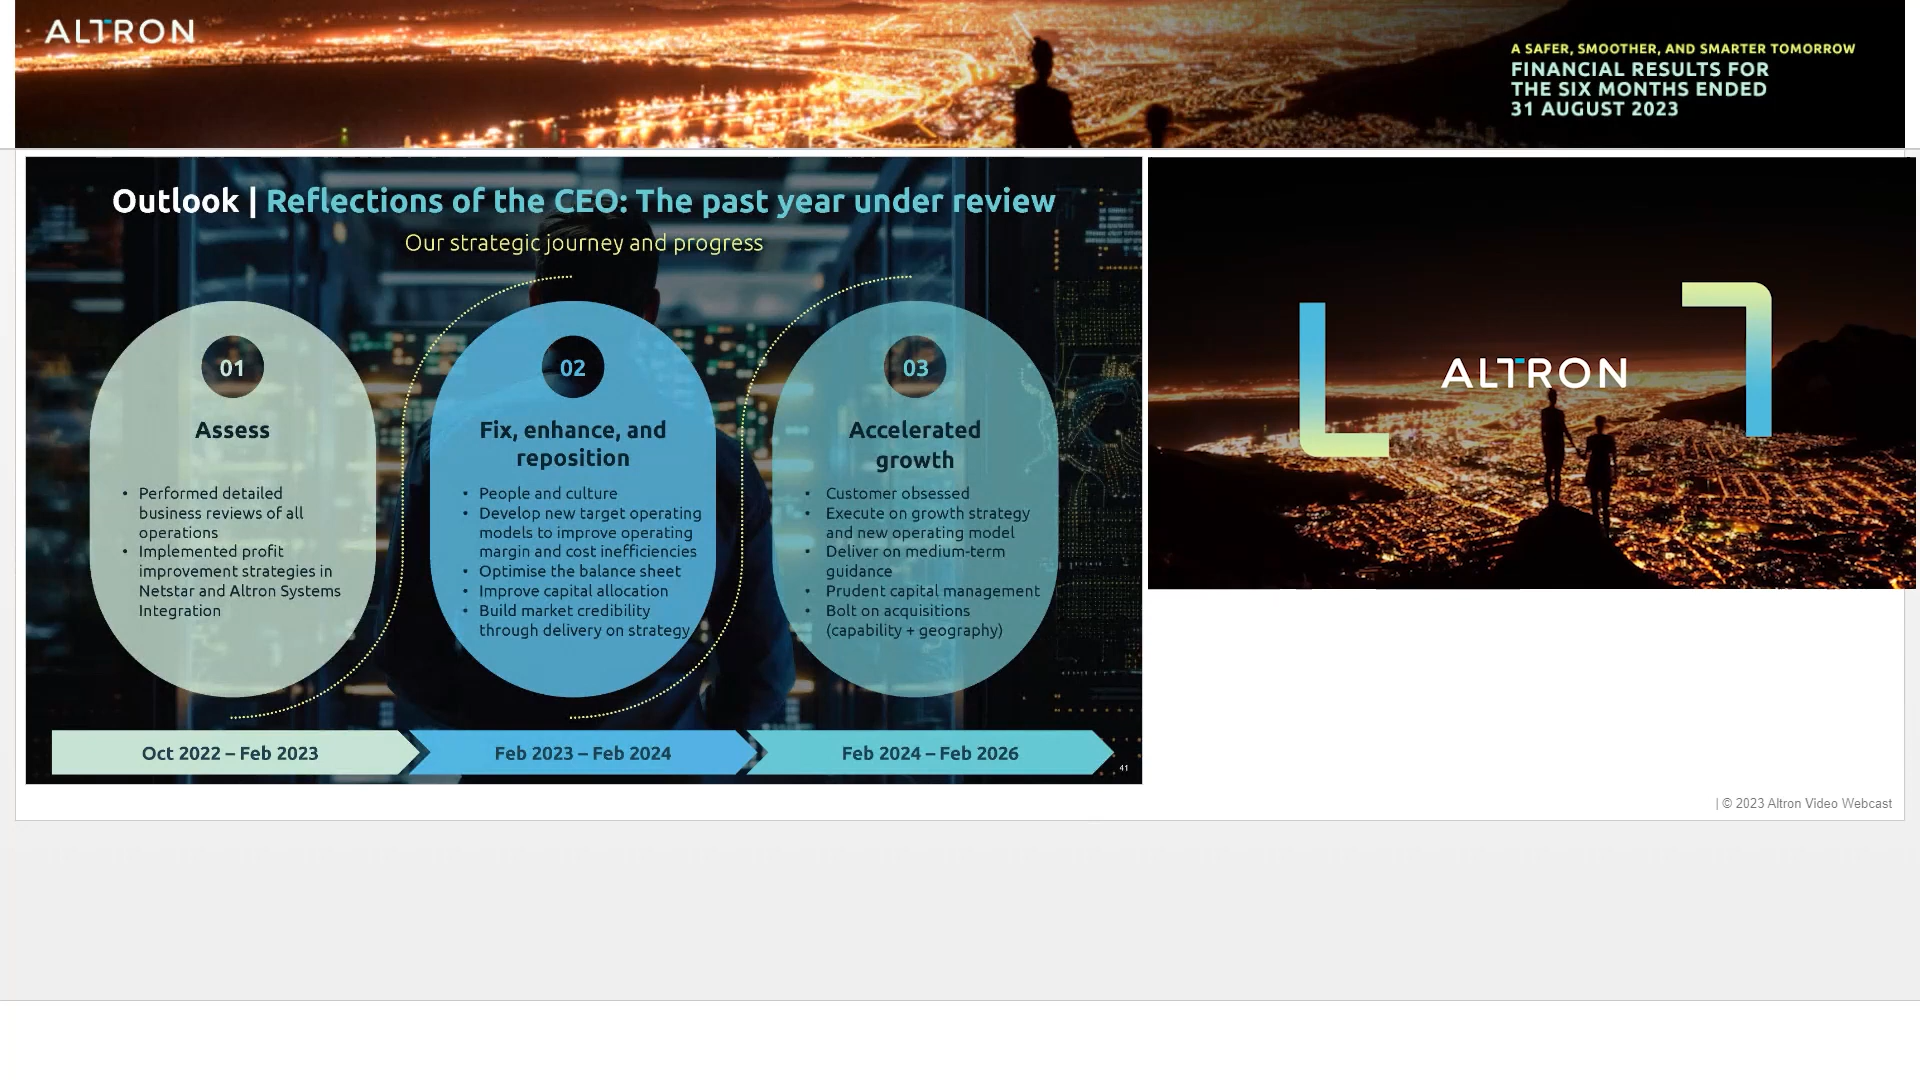 ALTRON
A SAFER, SMOOTHER, AND SMARTER TOMORROW
FINANCIAL RESULTS FOR
THE SIX MONTHS ENDED
31 AUGUST 2023
Outlook | Reflections of the CEO: The past year under review
Our strategic journey and progress
01
Assess
• Performed detailed
business reviews of all
operations
• Implemented profit
improvement strategies in
Netstar and Altron Systems
Integration
02
Fix, enhance, and
reposition
• People and culture
• Develop new target operating
models to improve operating
margin and cost inefficiencies
• Optimise the balance sheet
• Improve capital allocation
• Build market credibility
through delivery on strategy
03
Accelerated
growth
• Customer obsessed
• Execute on growth strategy
and new operating model
• Deliver on medium-term
guidance
• Prudent capital management
• Bolt on acquisitions
(capability + geography)
Oct 2022 – Feb 2023
Feb 2023 – Feb 2024
Feb 2024 – Feb 2026
41
ALTRON
| © 2023 Altron Video Webcast